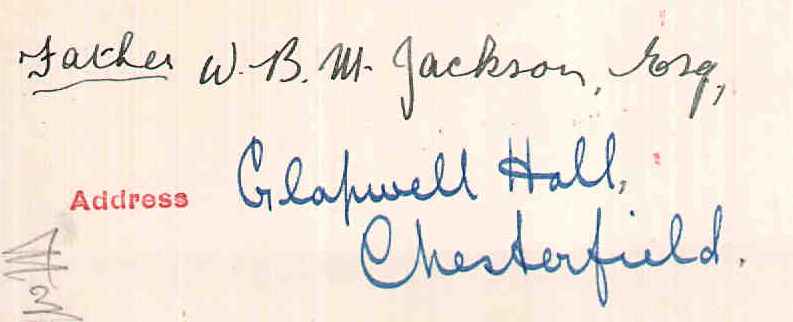 Father W. B. M. Jackson, Esq,
Address Glapwell Hall,
Chesterfield.